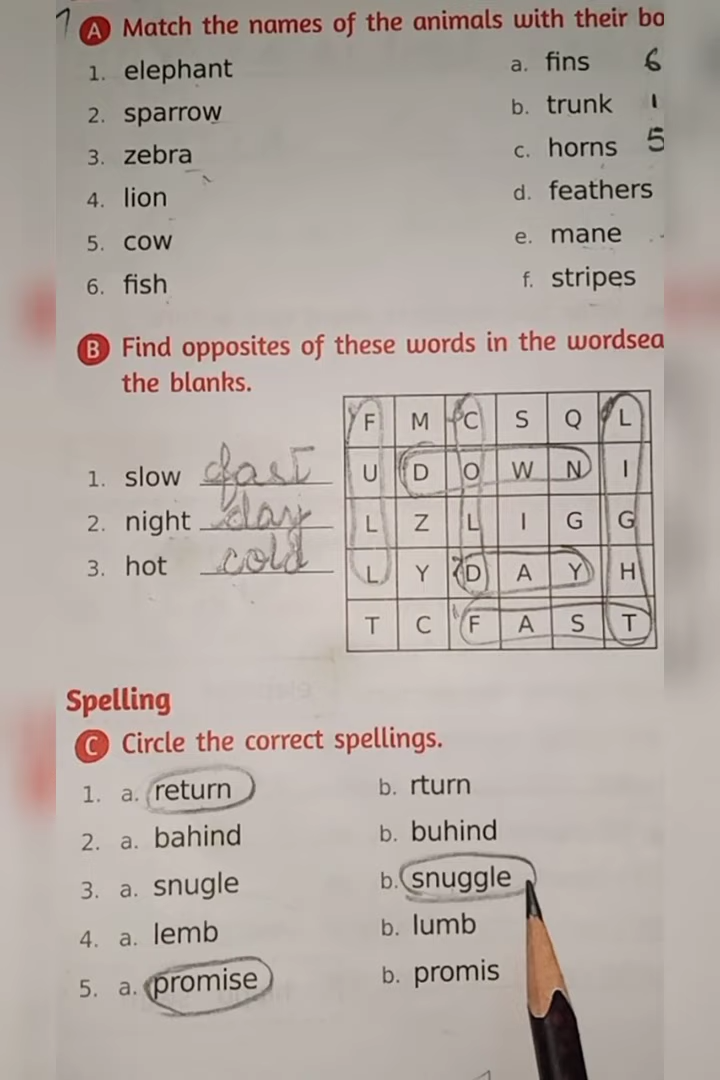 A Match the names of the animals with their bo
1. elephant a. fins 6
2. sparrow b. trunk 1
3. zebra c. horns 5
4. lion d. feathers
5. cow e. mane
6. fish f. stripes
B Find opposites of these words in the wordsea
the blanks.
1. slow fast
2. night day
3. hot cold
F M C S Q L
U D O W N I
L Z L I G G
L Y D A Y H
T C F A S T
Spelling
C Circle the correct spellings.
1. a. return b. rturn
2. a. bahind b. buhind
3. a. snugle b. snuggle
4. a. lemb b. lumb
5. a. promise b. promis